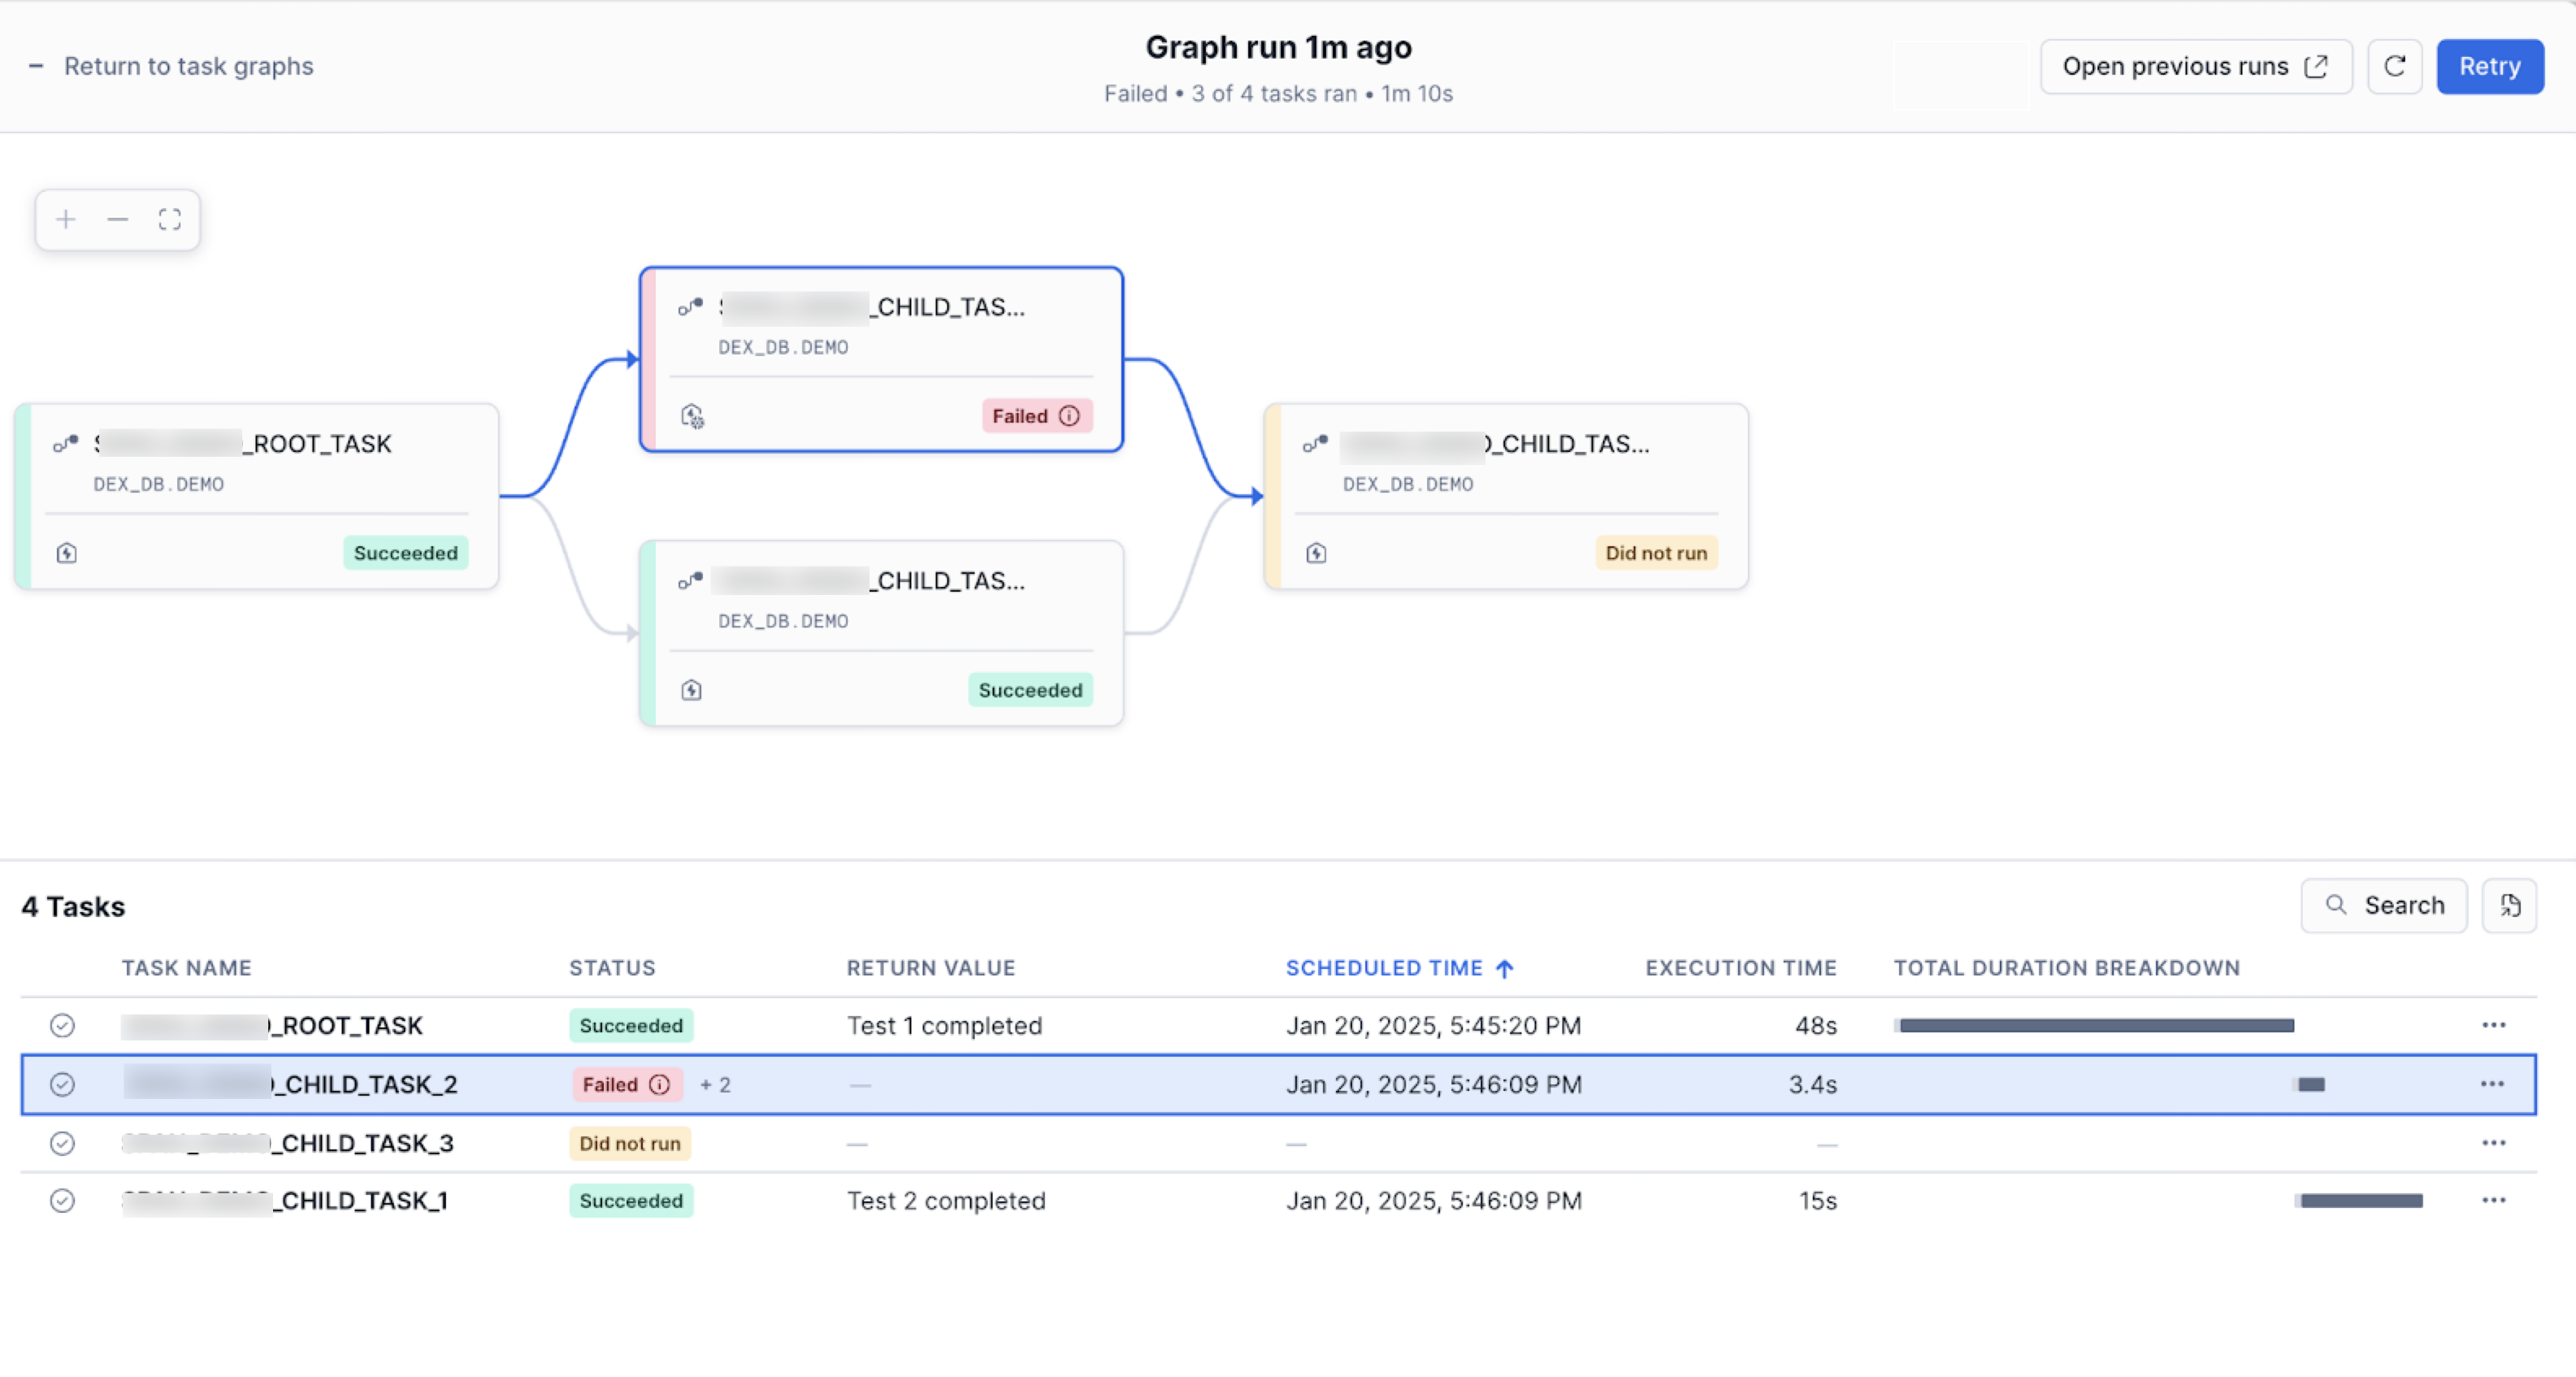 Return to task graphs
Graph run 1m ago
Failed • 3 of 4 tasks ran • 1m 10s
Open previous runs
Retry
_CHILD_TAS...
DEX_DB.DEMO
Failed
_ROOT_TASK
DEX_DB.DEMO
Succeeded
_CHILD_TAS...
DEX_DB.DEMO
Did not run
_CHILD_TAS...
DEX_DB.DEMO
Succeeded
4 Tasks
Search
TASK NAME STATUS RETURN VALUE SCHEDULED TIME EXECUTION TIME TOTAL DURATION BREAKDOWN
_ROOT_TASK Succeeded Test 1 completed Jan 20, 2025, 5:45:20 PM 48s
_CHILD_TASK_2 Failed + 2 — Jan 20, 2025, 5:46:09 PM 3.4s
_CHILD_TASK_3 Did not run — — —
_CHILD_TASK_1 Succeeded Test 2 completed Jan 20, 2025, 5:46:09 PM 15s